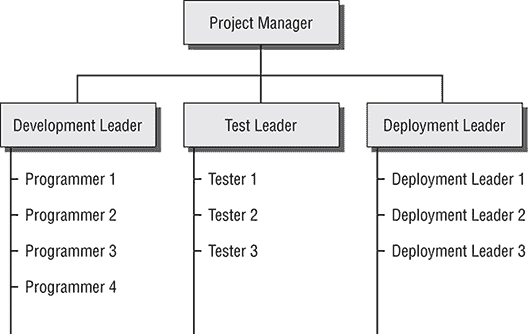 Project Manager
Development Leader
Test Leader
Deployment Leader
Programmer 1
Programmer 2
Programmer 3
Programmer 4
Tester 1
Tester 2
Tester 3
Deployment Leader 1
Deployment Leader 2
Deployment Leader 3